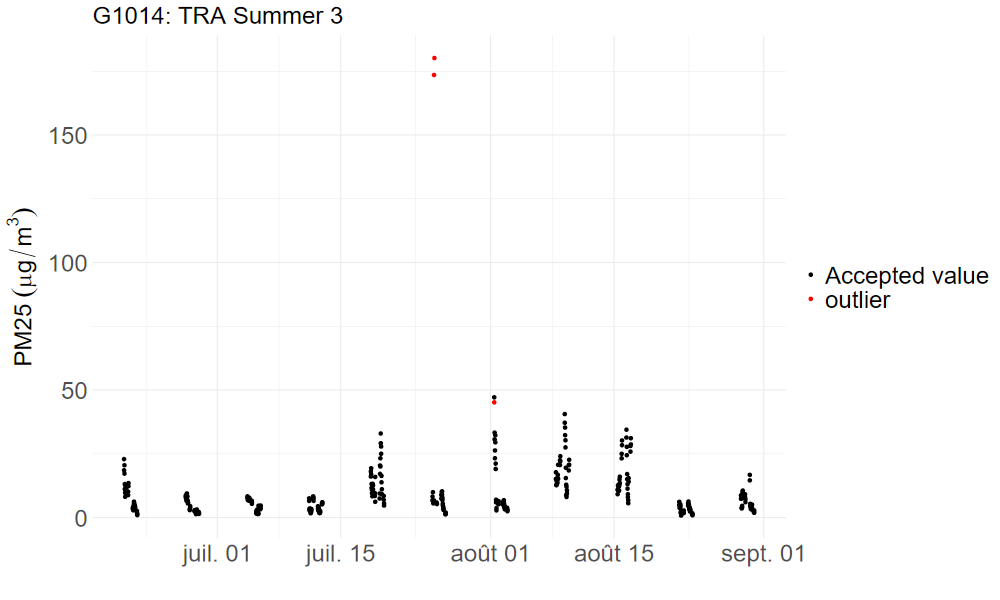 G1014: TRA Summer 3
PM25 (μg/m³)
150
100
50
0
juil. 01
juil. 15
août 01
août 15
sept. 01
Accepted value
outlier